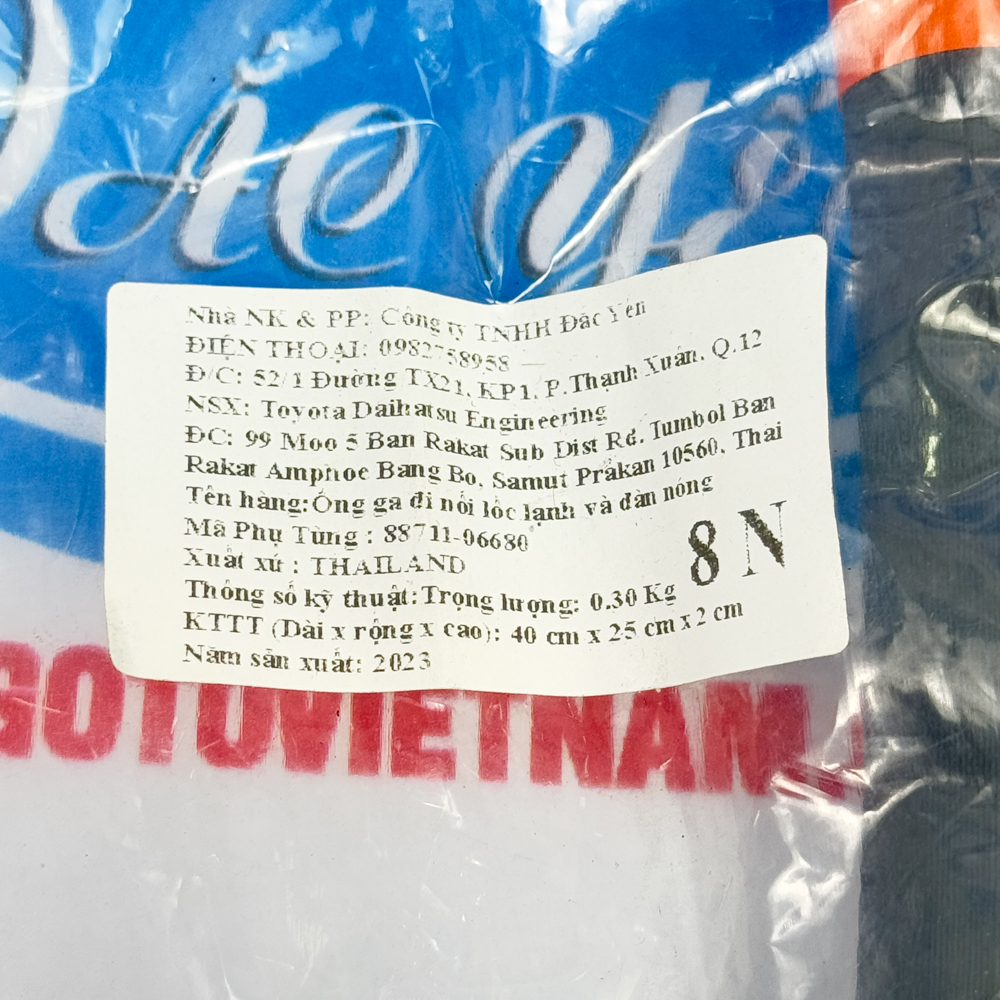 Đắc Yê
Nhà NK & PP: Công ty TNHH Đắc Yến
ĐIỆN THOẠI: 0982758958
Đ/C: 52/1 Đường TX21, KP1, P.Thạnh Xuân, Q.12
NSX: Toyota Daihatsu Engineering
ĐC: 99 Moo 5 Ban Rakat Sub Dist Rd. Tumbol Ban
Rakat Amphoe Bang Bo, Samut Prakan 10560, Thai
Tên hàng:Ống ga đi nối lốc lạnh và dàn nóng
Mã Phụ Tùng : 88711-06680
8 N
Xuất xứ : THAILAND
Thông số kỹ thuật:Trọng lượng: 0.30 Kg
KTTT (Dài x rộng x cao): 40 cm x 25 cm x 2 cm
Năm sản xuất: 2023
GOTOVIETNAM